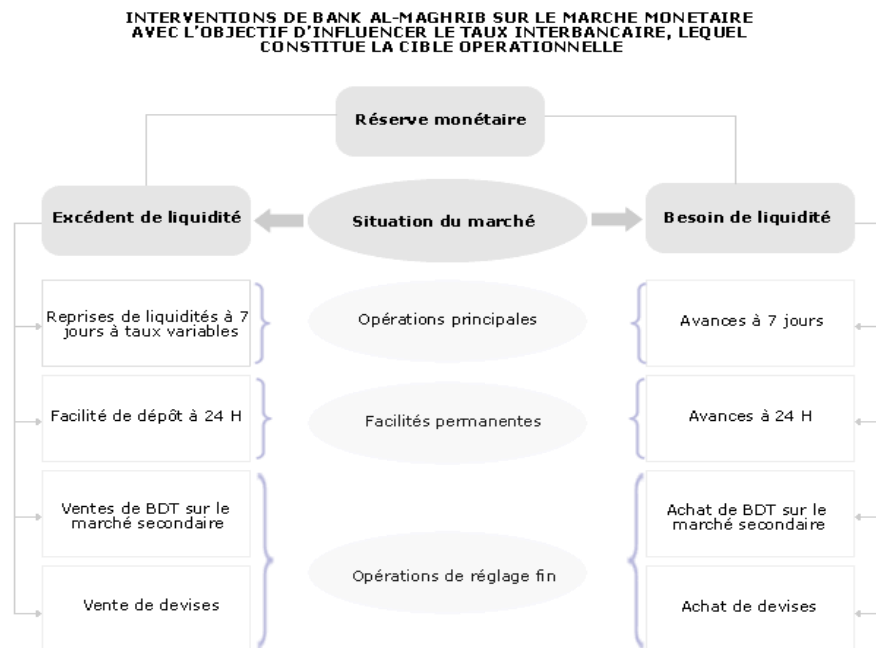 INTERVENTIONS DE BANK AL-MAGHRIB SUR LE MARCHE MONETAIRE
AVEC L'OBJECTIF D'INFLUENCER LE TAUX INTERBANCAIRE, LEQUEL
CONSTITUE LA CIBLE OPERATIONNELLE
Réserve monétaire
Excédent de liquidité
Situation du marché
Besoin de liquidité
Reprises de liquidités à 7
jours à taux variables
Opérations principales
Avances à 7 jours
Facilité de dépôt à 24 H
Facilités permanentes
Avances à 24 H
Ventes de BDT sur le
marché secondaire
Achat de BDT sur le
marché secondaire
Opérations de réglage fin
Vente de devises
Achat de devises